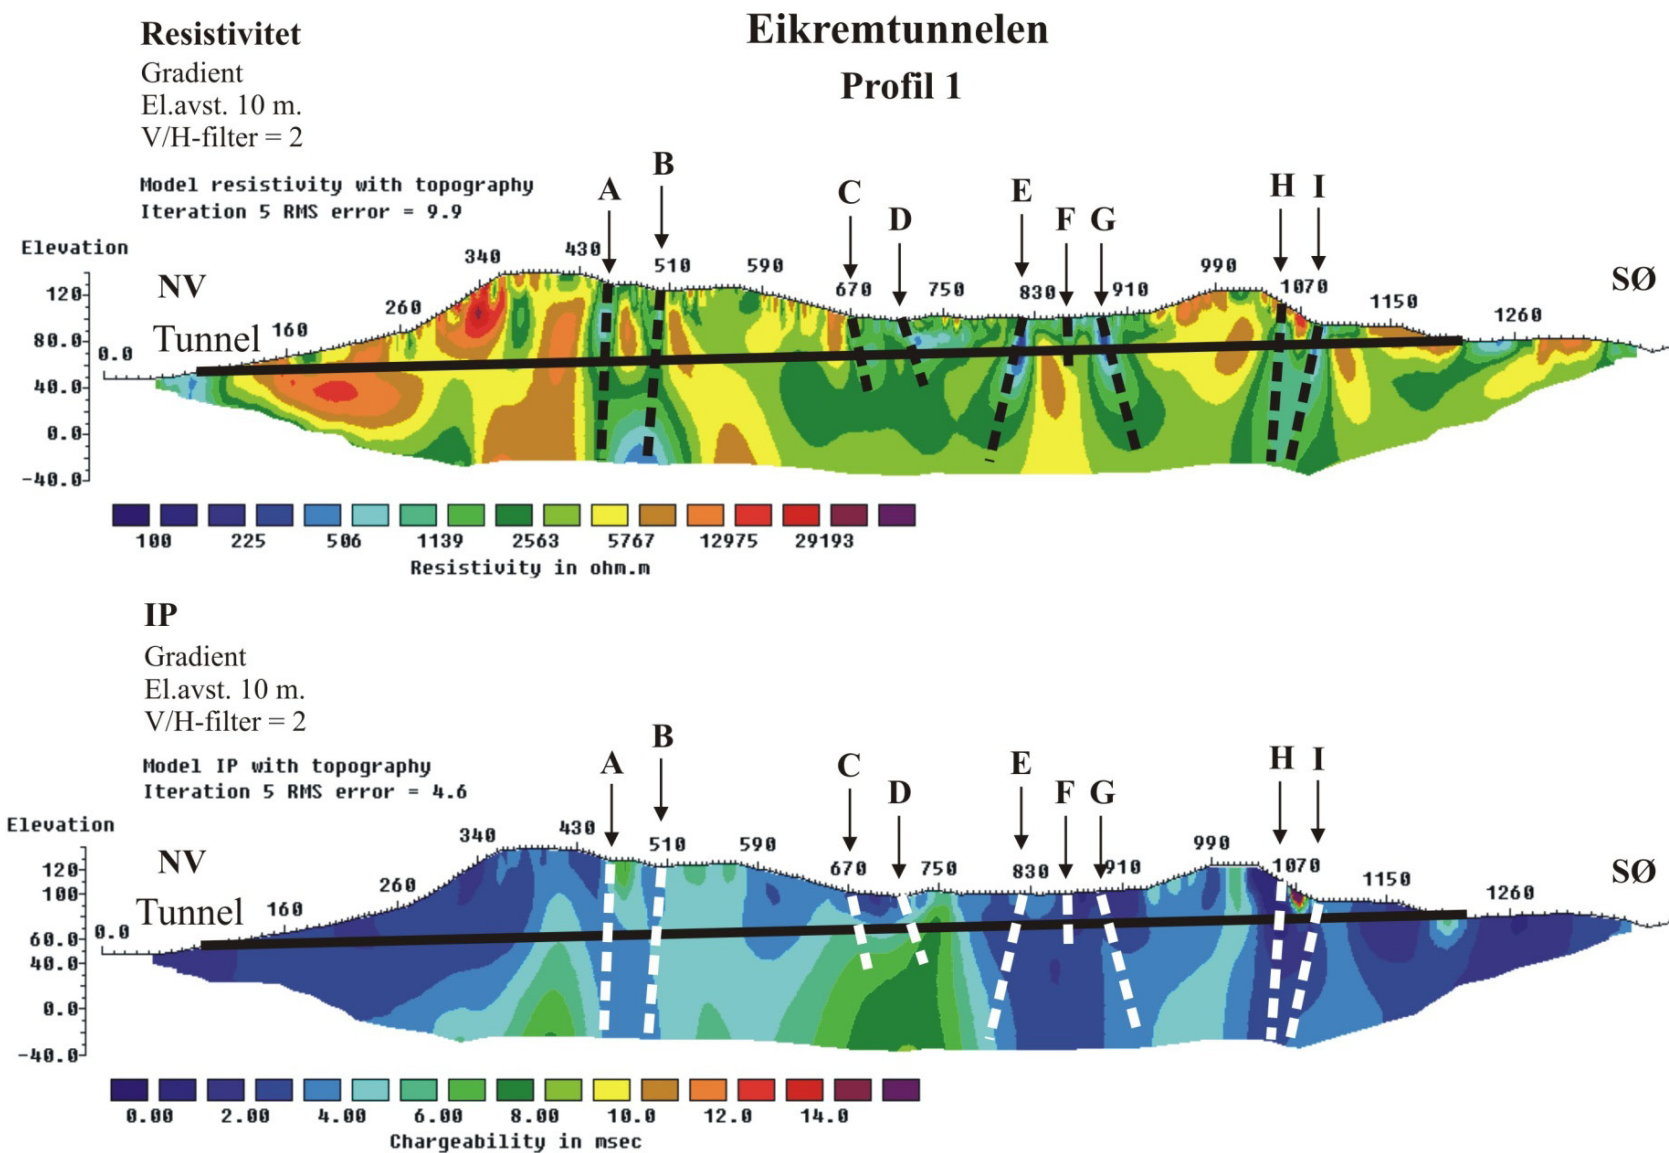 Eikremtunnelen
Profil 1
Resistivitet
Gradient
El.avst. 10 m.
V/H-filter = 2
Model resistivity with topography
Iteration 5 RMS error = 9.9
A B C D E F G H I
Elevation
NV
SØ
Tunnel
0.0 160 260 340 430 510 590 670 750 830 910 990 1070 1150 1260
120
80.0
40.0
0.0
-40.0
100 225 506 1139 2563 5767 12975 29193
Resistivity in ohm.m
IP
Gradient
El.avst. 10 m.
V/H-filter = 2
Model IP with topography
Iteration 5 RMS error = 4.6
A B C D E F G H I
Elevation
NV
SØ
Tunnel
0.0 160 260 340 430 510 590 670 750 830 910 990 1070 1150 1260
120
100
60.0
40.0
0.0
-40.0
0.00 2.00 4.00 6.00 8.00 10.0 12.0 14.0
Chargeability in msec